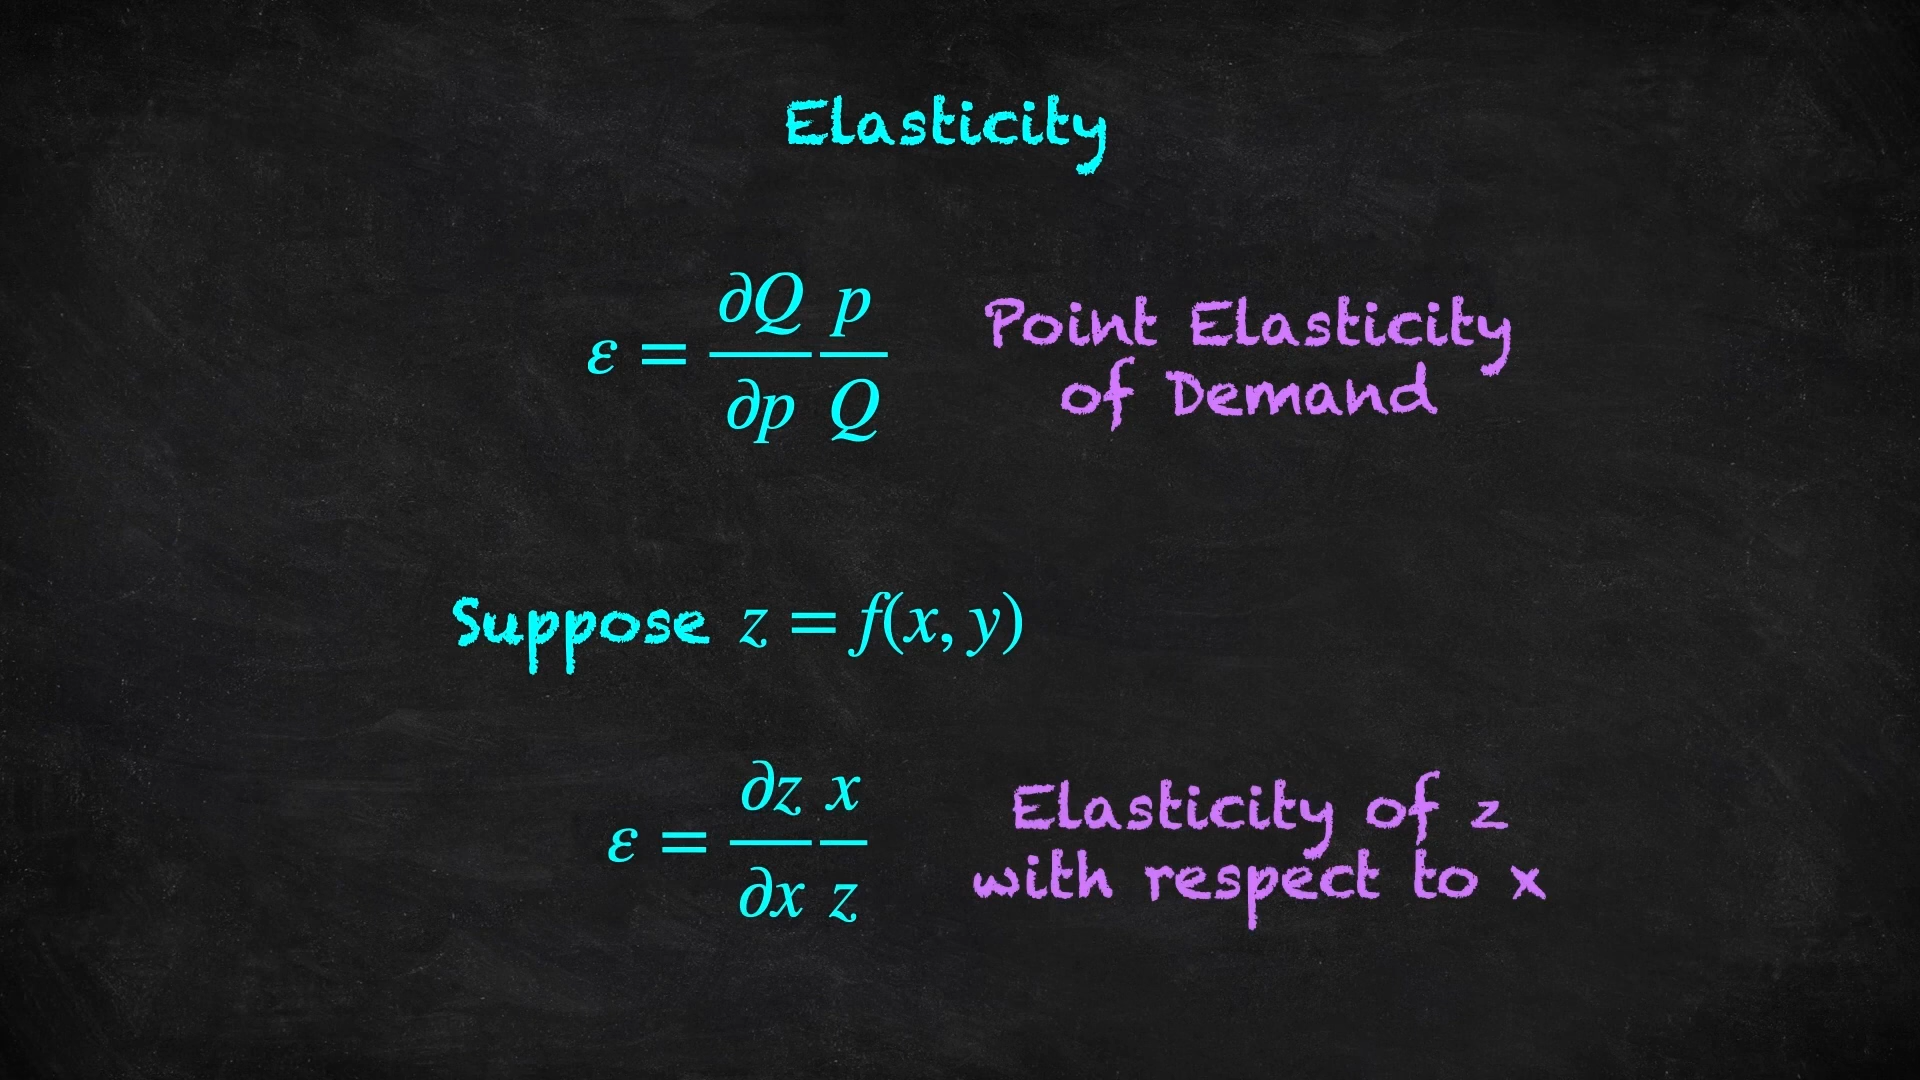 Elasticity
ε = ∂Q/∂p p/Q
Point Elasticity
of Demand
Suppose z = f(x, y)
ε = ∂z/∂x x/z
Elasticity of z
with respect to x